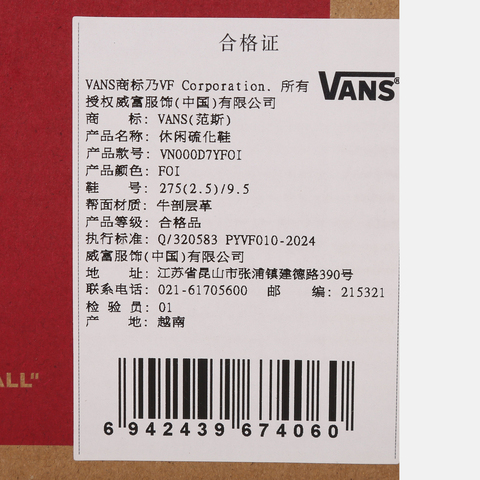 合格证
VANS商标乃VF Corporation. 所有
VANS®
授权威富服饰(中国)有限公司
商 标: VANS(范斯)
产品名称: 休闲硫化鞋
产品款号: VN000D7YFOI
产品颜色: FOI
鞋 号: 275(2.5)/9.5
帮面材质: 牛剖层革
产品等级: 合格品
执行标准: Q/320583 PYVF010-2024
威富服饰(中国)有限公司
地 址: 江苏省昆山市张浦镇建德路390号
联系电话: 021-61705600 邮 编: 215321
检 验 员: 01
产 地: 越南
ALL"
6 942439 674060